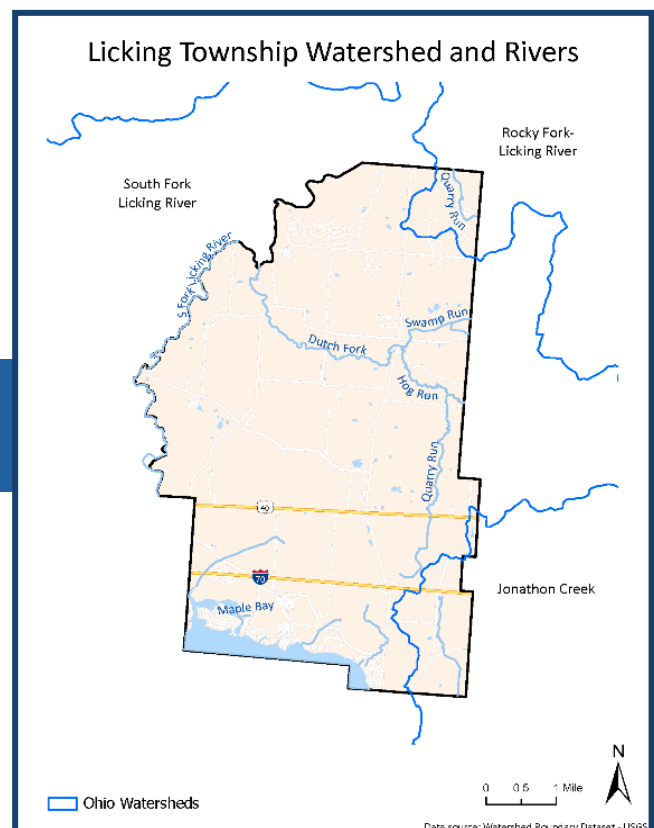 Licking Township Watershed and Rivers
Rocky Fork-
Licking River
South Fork
Licking River
Quarry Run
S Fork Licking River
Swamp Run
Dutch Fork
Hog Run
Quarry Run
40
70
Jonathon Creek
Maple Bay
N
0 0.5 1 Mile
Ohio Watersheds
Data source: Watershed Boundary Dataset - USGS